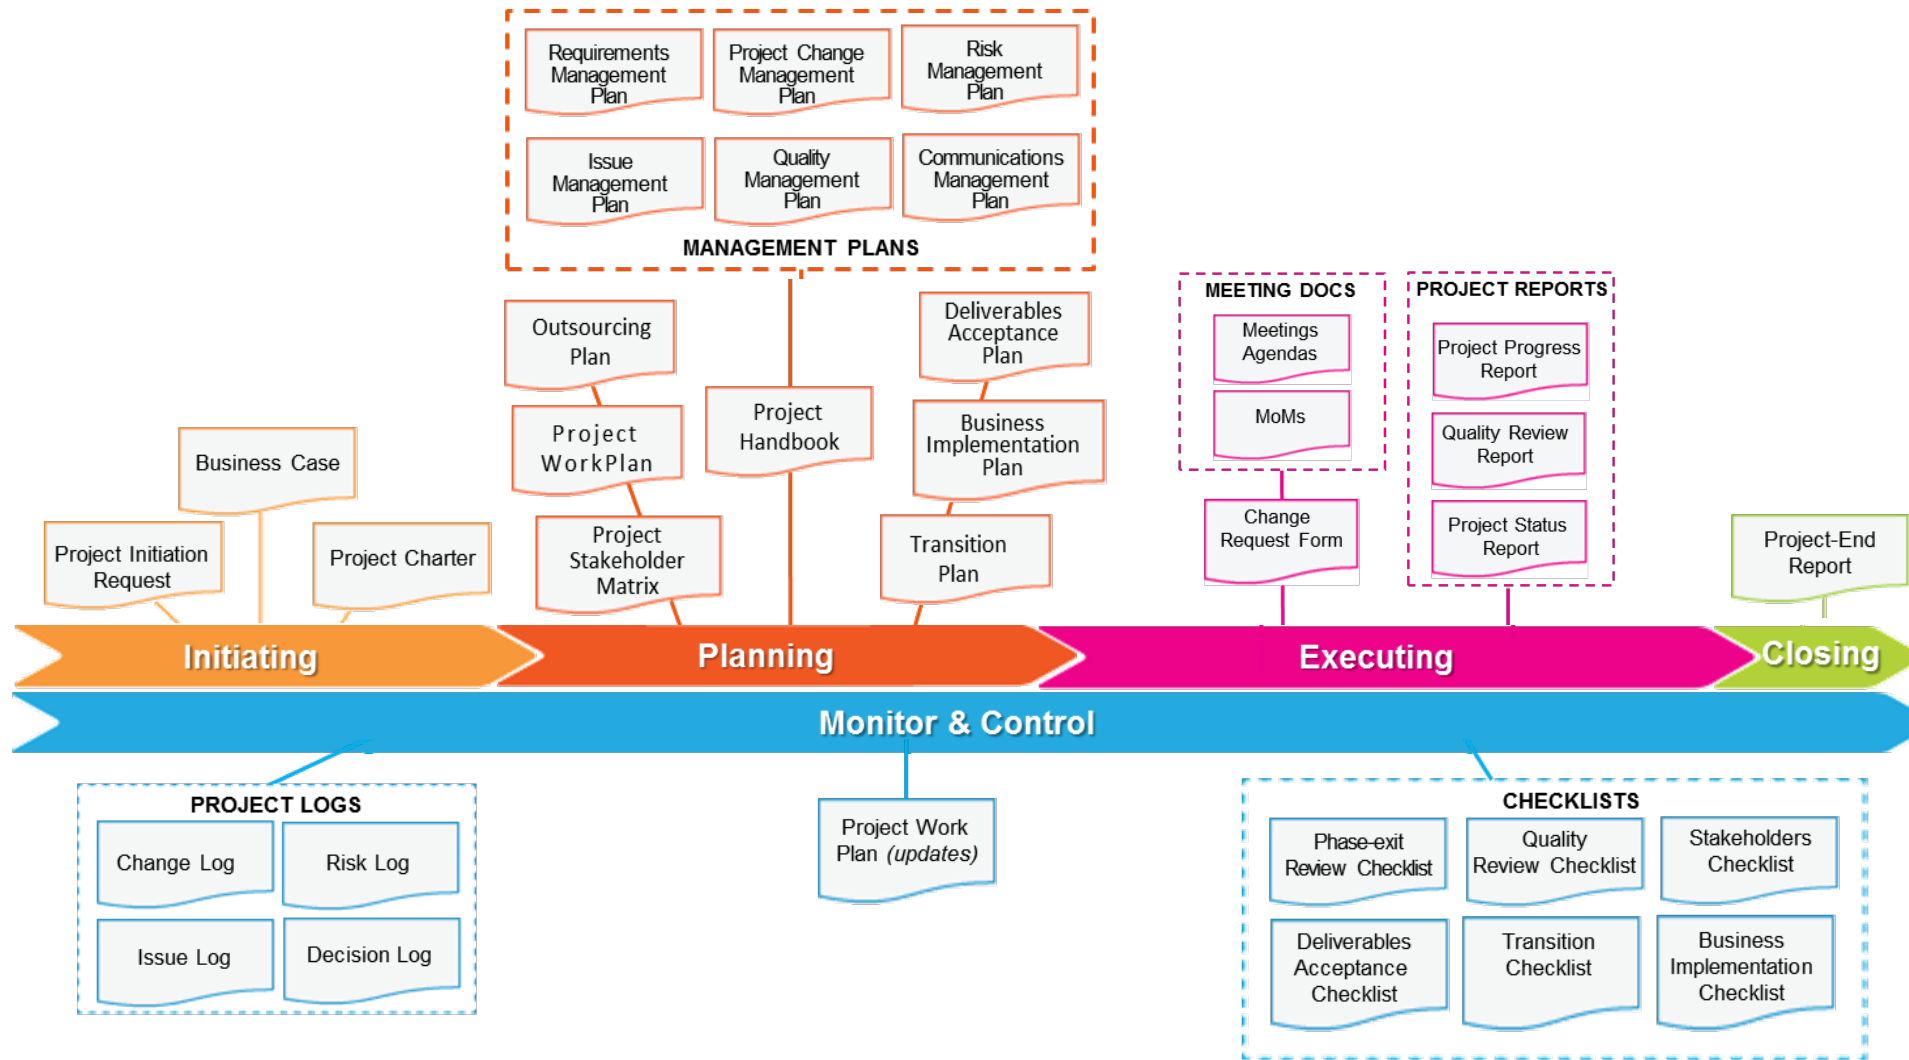 Requirements
Management
Plan
Project Change
Management
Plan
Risk
Management
Plan
Issue
Management
Plan
Quality
Management
Plan
Communications
Management
Plan
MANAGEMENT PLANS
Outsourcing
Plan
Project
WorkPlan
Project
Stakeholder
Matrix
Project
Handbook
Deliverables
Acceptance
Plan
Business
Implementation
Plan
Transition
Plan
MEETING DOCS
Meetings
Agendas
MoMs
Change
Request Form
PROJECT REPORTS
Project Progress
Report
Quality Review
Report
Project Status
Report
Business Case
Project Initiation
Request
Project Charter
Project-End
Report
Initiating
Planning
Executing
Closing
Monitor & Control
PROJECT LOGS
Change Log
Risk Log
Issue Log
Decision Log
Project Work
Plan (updates)
CHECKLISTS
Phase-exit
Review Checklist
Quality
Review Checklist
Stakeholders
Checklist
Deliverables
Acceptance
Checklist
Transition
Checklist
Business
Implementation
Checklist